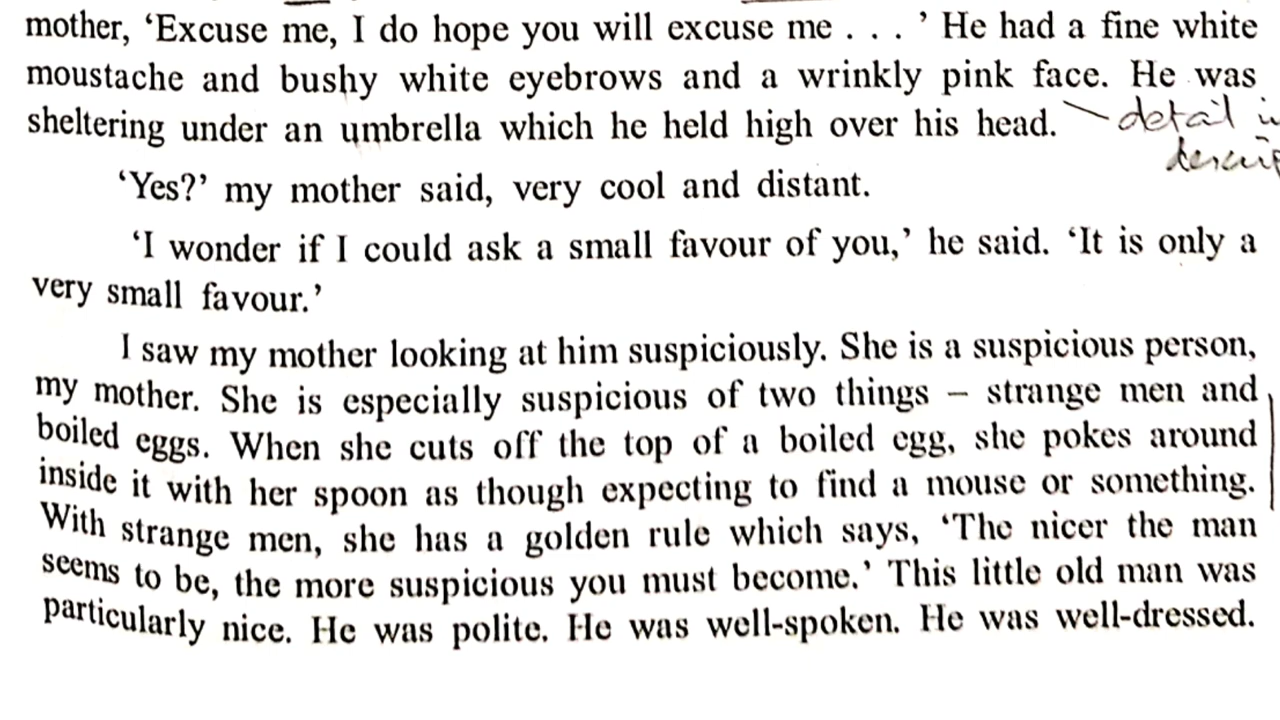 mother, ‘Excuse me, I do hope you will excuse me . . . ’ He had a fine white
moustache and bushy white eyebrows and a wrinkly pink face. He was
sheltering under an umbrella which he held high over his head.
detail
‘Yes?’ my mother said, very cool and distant.
‘I wonder if I could ask a small favour of you,’ he said. ‘It is only a
very small favour.’
I saw my mother looking at him suspiciously. She is a suspicious person,
my mother. She is especially suspicious of two things – strange men and
boiled eggs. When she cuts off the top of a boiled egg, she pokes around
inside it with her spoon as though expecting to find a mouse or something.
With strange men, she has a golden rule which says, ‘The nicer the man
seems to be, the more suspicious you must become.’ This little old man was
particularly nice. He was polite. He was well-spoken. He was well-dressed.